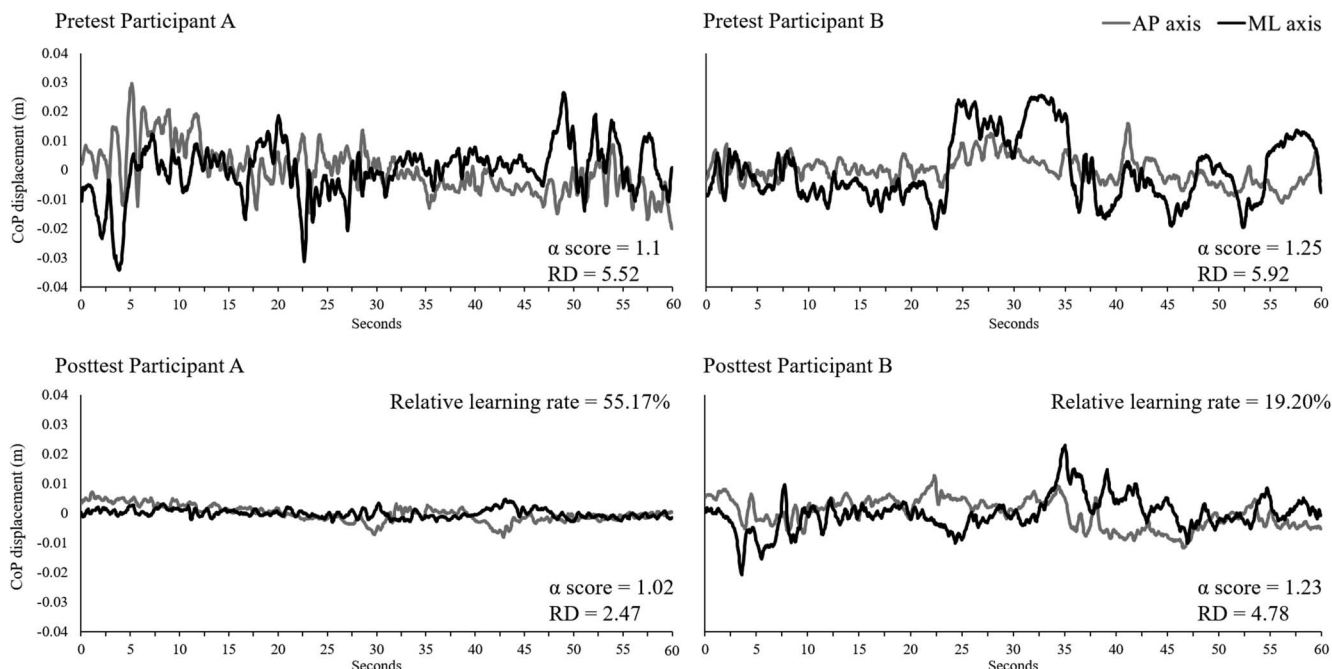 Pretest Participant A
Pretest Participant B
AP axis
ML axis
CoP displacement (m)
0.04
0.03
0.02
0.01
0
-0.01
-0.02
-0.03
-0.04
α score = 1.1
RD = 5.52
0 5 10 15 20 25 30 35 40 45 50 55 60
Seconds
α score = 1.25
RD = 5.92
0 5 10 15 20 25 30 35 40 45 50 55 60
Seconds
Posttest Participant A
Posttest Participant B
CoP displacement (m)
0.04
0.03
0.02
0.01
0
-0.01
-0.02
-0.03
-0.04
Relative learning rate = 55.17%
α score = 1.02
RD = 2.47
0 5 10 15 20 25 30 35 40 45 50 55 60
Seconds
Relative learning rate = 19.20%
α score = 1.23
RD = 4.78
0 5 10 15 20 25 30 35 40 45 50 55 60
Seconds